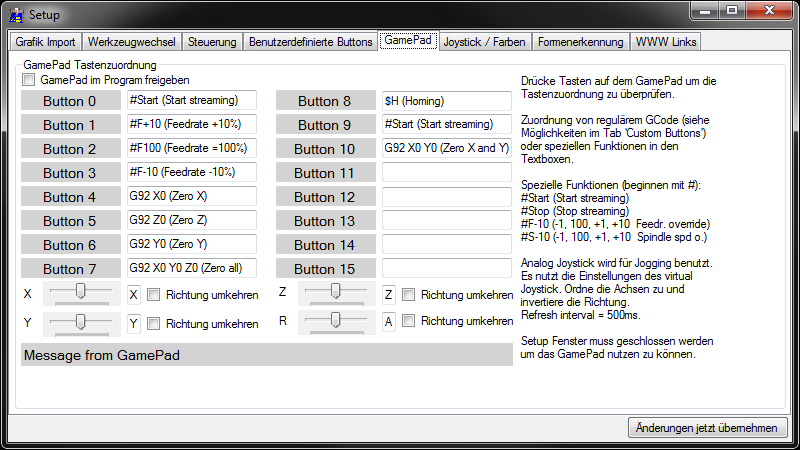 Setup
Grafik Import Werkzeugwechsel Steuerung Benutzerdefinierte Buttons GamePad Joystick / Farben Formenerkennung WWW Links
GamePad Tastenzuordnung
GamePad im Program freigeben
Button 0 #Start (Start streaming)
Button 1 #F+10 (Feedrate +10%)
Button 2 #F100 (Feedrate =100%)
Button 3 #F-10 (Feedrate -10%)
Button 4 G92 X0 (Zero X)
Button 5 G92 Z0 (Zero Z)
Button 6 G92 Y0 (Zero Y)
Button 7 G92 X0 Y0 Z0 (Zero all)
X X Richtung umkehren
Y Y Richtung umkehren
Button 8 $H (Homing)
Button 9 #Start (Start streaming)
Button 10 G92 X0 Y0 (Zero X and Y)
Button 11
Button 12
Button 13
Button 14
Button 15
Z Z Richtung umkehren
R A Richtung umkehren
Message from GamePad
Drücke Tasten auf dem GamePad um die
Tastenzuordnung zu überprüfen.
Zuordnung von regulärem GCode (siehe
Möglichkeiten im Tab 'Custom Buttons')
oder speziellen Funktionen in den
Textboxen.
Spezielle Funktionen (beginnen mit #):
#Start (Start streaming)
#Stop (Stop streaming)
#F-10 (-1, 100, +1, +10 Feedr. override)
#S-10 (-1, 100, +1, +10 Spindle spd o.)
Analog Joystick wird für Jogging benutzt.
Es nutzt die Einstellungen des virtual
Joystick. Ordne die Achsen zu und
invertiere die Richtung.
Refresh interval = 500ms.
Setup Fenster muss geschlossen werden
um das GamePad nutzen zu können.
Änderungen jetzt übernehmen